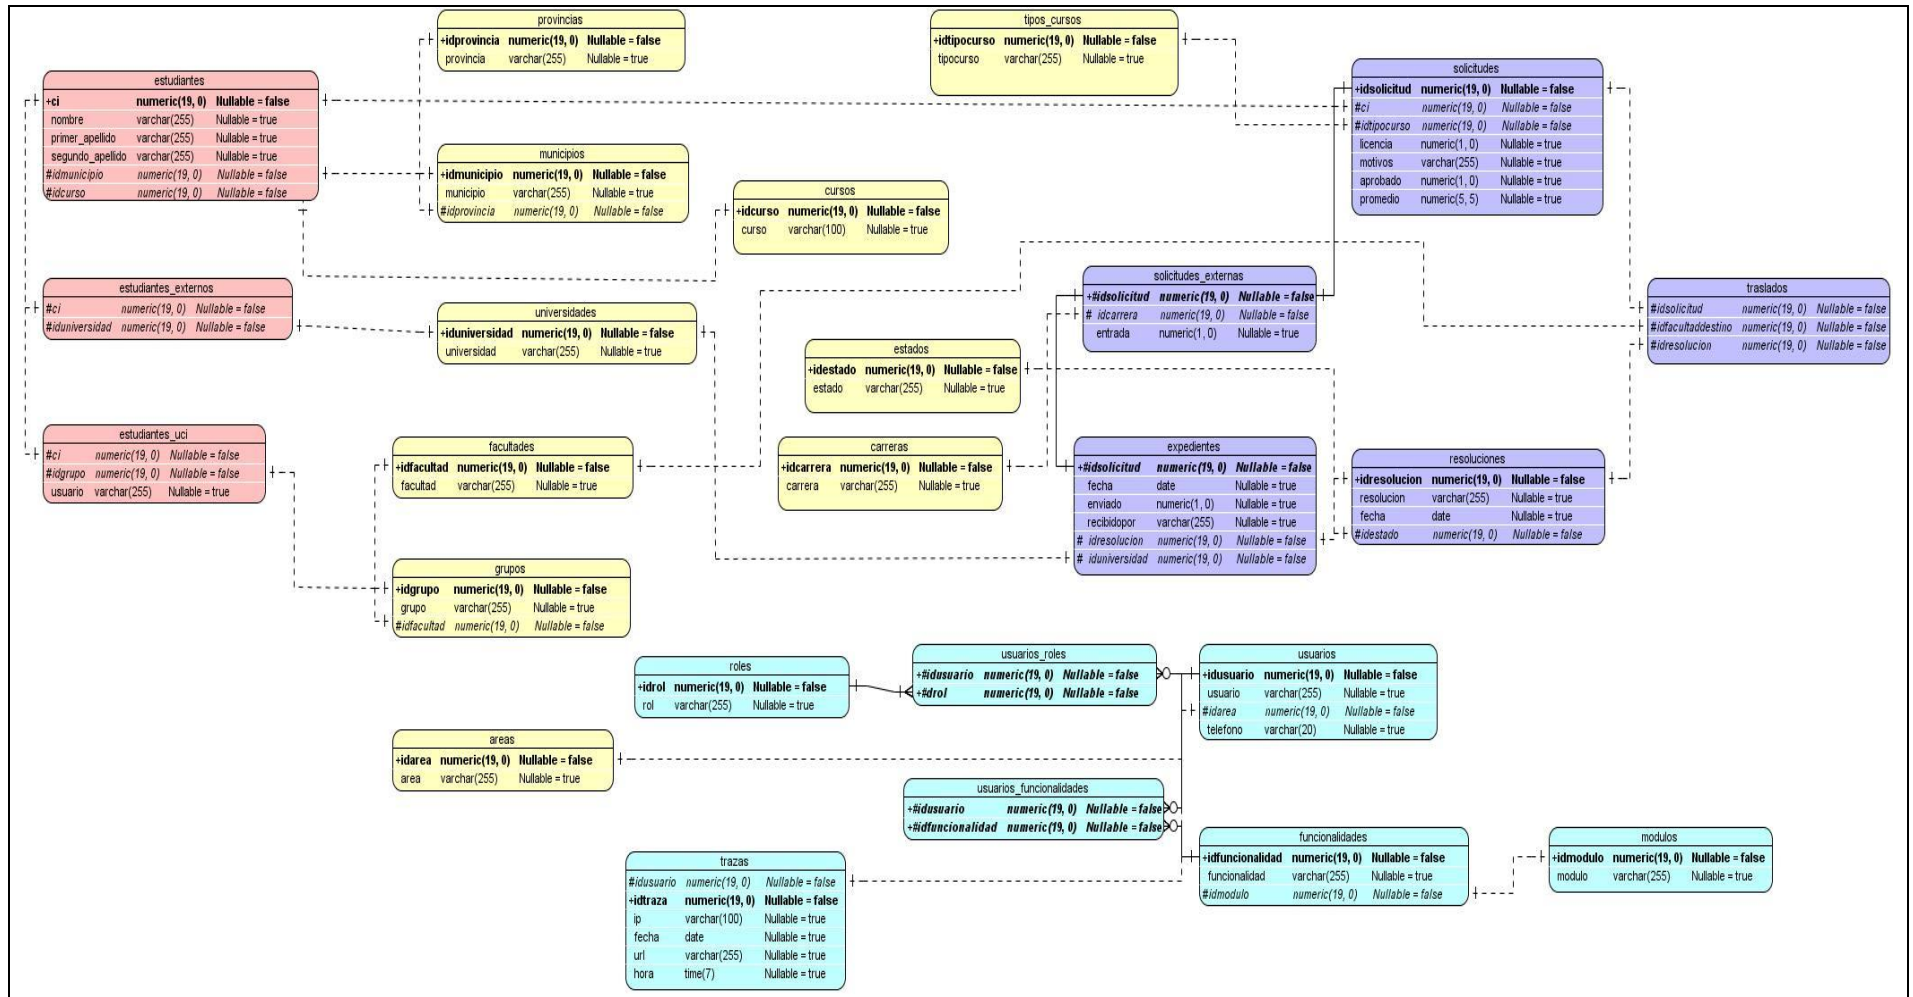 provincias
+idprovincia numeric(19, 0) Nullable = false
provincia varchar(255) Nullable = true
tipos_cursos
+idtipocurso numeric(19, 0) Nullable = false
tipocurso varchar(255) Nullable = true
solicitudes
+idsolicitud numeric(19, 0) Nullable = false
#ci numeric(19, 0) Nullable = false
#idtipocurso numeric(19, 0) Nullable = false
licencia numeric(1, 0) Nullable = true
motivos varchar(255) Nullable = true
aprobado numeric(1, 0) Nullable = true
promedio numeric(5, 5) Nullable = true
estudiantes
+ci numeric(19, 0) Nullable = false
nombre varchar(255) Nullable = true
primer_apellido varchar(255) Nullable = true
segundo_apellido varchar(255) Nullable = true
#idmunicipio numeric(19, 0) Nullable = false
#idcurso numeric(19, 0) Nullable = false
municipios
+idmunicipio numeric(19, 0) Nullable = false
municipio varchar(255) Nullable = true
#idprovincia numeric(19, 0) Nullable = false
cursos
+idcurso numeric(19, 0) Nullable = false
curso varchar(100) Nullable = true
solicitudes_externas
+#idsolicitud numeric(19, 0) Nullable = false
# idcarrera numeric(19, 0) Nullable = false
entrada numeric(1, 0) Nullable = true
traslados
#idsolicitud numeric(19, 0) Nullable = false
#idfacultaddestino numeric(19, 0) Nullable = false
#idresolucion numeric(19, 0) Nullable = false
estudiantes_externos
#ci numeric(19, 0) Nullable = false
#iduniversidad numeric(19, 0) Nullable = false
universidades
+iduniversidad numeric(19, 0) Nullable = false
universidad varchar(255) Nullable = true
estados
+idestado numeric(19, 0) Nullable = false
estado varchar(255) Nullable = true
estudiantes_uci
#ci numeric(19, 0) Nullable = false
#idgrupo numeric(19, 0) Nullable = false
usuario varchar(255) Nullable = true
facultades
+idfacultad numeric(19, 0) Nullable = false
facultad varchar(255) Nullable = true
carreras
+idcarrera numeric(19, 0) Nullable = false
carrera varchar(255) Nullable = true
expedientes
+#idsolicitud numeric(19, 0) Nullable = false
fecha date Nullable = true
enviado numeric(1, 0) Nullable = true
recibidopor varchar(255) Nullable = true
# idresolucion numeric(19, 0) Nullable = false
# iduniversidad numeric(19, 0) Nullable = false
resoluciones
+idresolucion numeric(19, 0) Nullable = false
resolucion varchar(255) Nullable = true
fecha date Nullable = true
#idestado numeric(19, 0) Nullable = false
grupos
+idgrupo numeric(19, 0) Nullable = false
grupo varchar(255) Nullable = true
#idfacultad numeric(19, 0) Nullable = false
roles
+idrol numeric(19, 0) Nullable = false
rol varchar(255) Nullable = true
usuarios_roles
+#idusuario numeric(19, 0) Nullable = false
+#drol numeric(19, 0) Nullable = false
usuarios
+idusuario numeric(19, 0) Nullable = false
usuario varchar(255) Nullable = true
#idarea numeric(19, 0) Nullable = false
telefono varchar(20) Nullable = true
areas
+idarea numeric(19, 0) Nullable = false
area varchar(255) Nullable = true
usuarios_funcionalidades
+#idusuario numeric(19, 0) Nullable = false
+#idfuncionalidad numeric(19, 0) Nullable = false
funcionalidades
+idfuncionalidad numeric(19, 0) Nullable = false
funcionalidad varchar(255) Nullable = true
#idmodulo numeric(19, 0) Nullable = false
modulos
+idmodulo numeric(19, 0) Nullable = false
modulo varchar(255) Nullable = true
trazas
#idusuario numeric(19, 0) Nullable = false
+idtraza numeric(19, 0) Nullable = false
ip varchar(100) Nullable = true
fecha date Nullable = true
url varchar(255) Nullable = true
hora time(7) Nullable = true